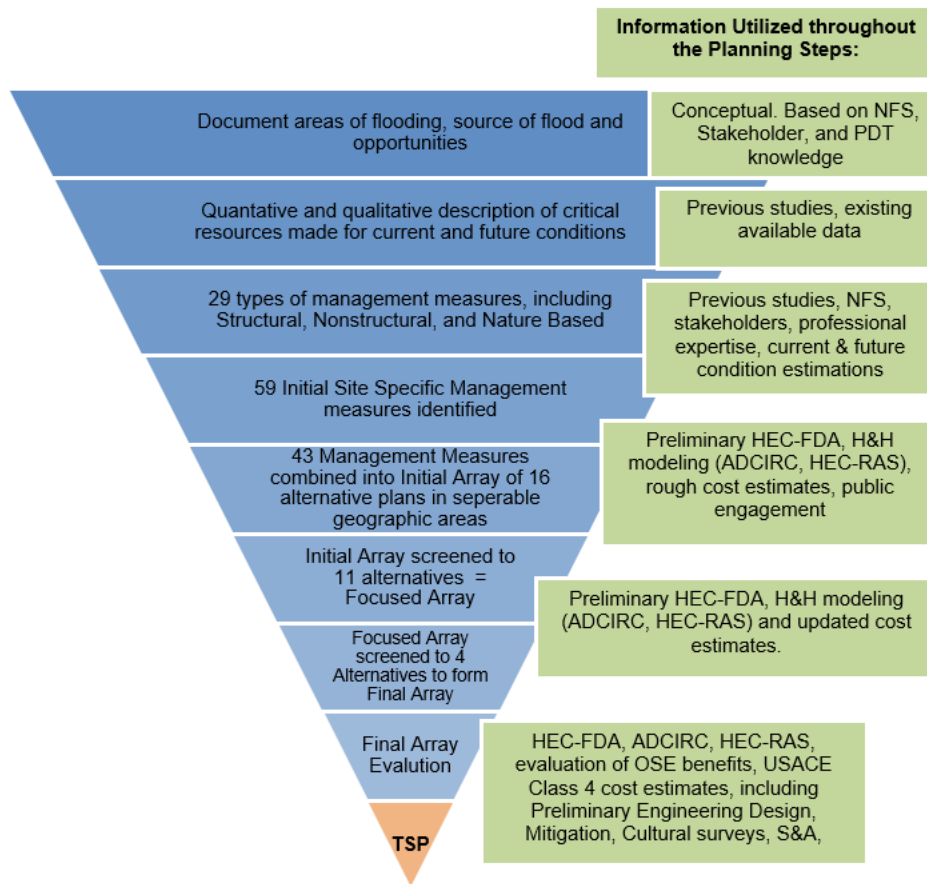 Information Utilized throughout
the Planning Steps:
Document areas of flooding, source of flood and
opportunities
Conceptual. Based on NFS,
Stakeholder, and PDT
knowledge
Quantative and qualitative description of critical
resources made for current and future conditions
Previous studies, existing
available data
29 types of management measures, including
Structural, Nonstructural, and Nature Based
Previous studies, NFS,
stakeholders, professional
expertise, current & future
condition estimations
59 Initial Site Specific Management
measures identified
43 Management Measures
combined into Initial Array of 16
alternative plans in seperable
geographic areas
Preliminary HEC-FDA, H&H
modeling (ADCIRC, HEC-RAS),
rough cost estimates, public
engagement
Initial Array screened to
11 alternatives =
Focused Array
Preliminary HEC-FDA, H&H modeling
(ADCIRC, HEC-RAS) and updated cost
estimates.
Focused Array
screened to 4
Alternatives to form
Final Array
Final Array
Evalution
HEC-FDA, ADCIRC, HEC-RAS,
evaluation of OSE benefits, USACE
Class 4 cost estimates, including
Preliminary Engineering Design,
Mitigation, Cultural surveys, S&A,
TSP